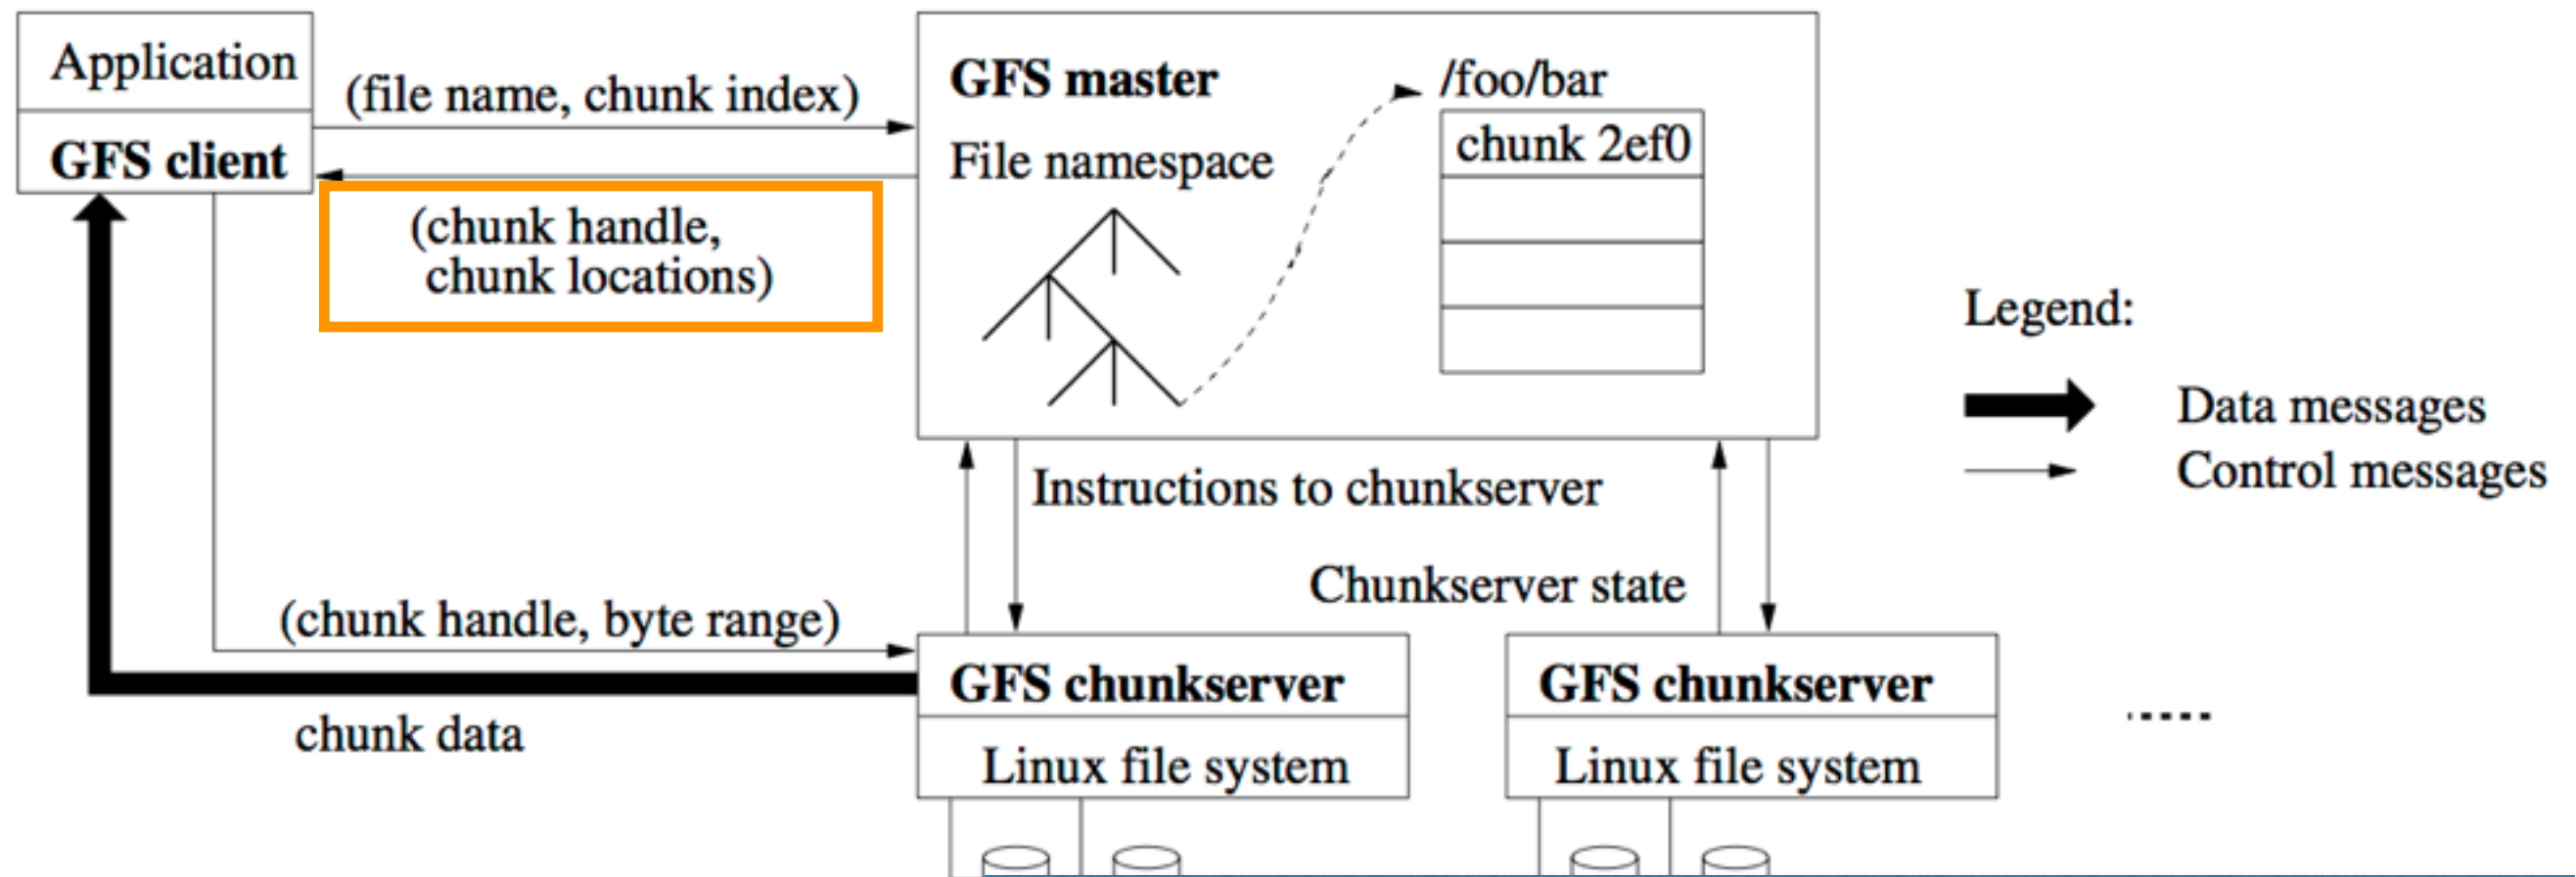 Application
GFS client
(file name, chunk index)
(chunk handle,
chunk locations)
GFS master
File namespace
/foo/bar
chunk 2ef0
Legend:
Data messages
Control messages
Instructions to chunkserver
Chunkserver state
(chunk handle, byte range)
chunk data
GFS chunkserver
Linux file system
GFS chunkserver
Linux file system